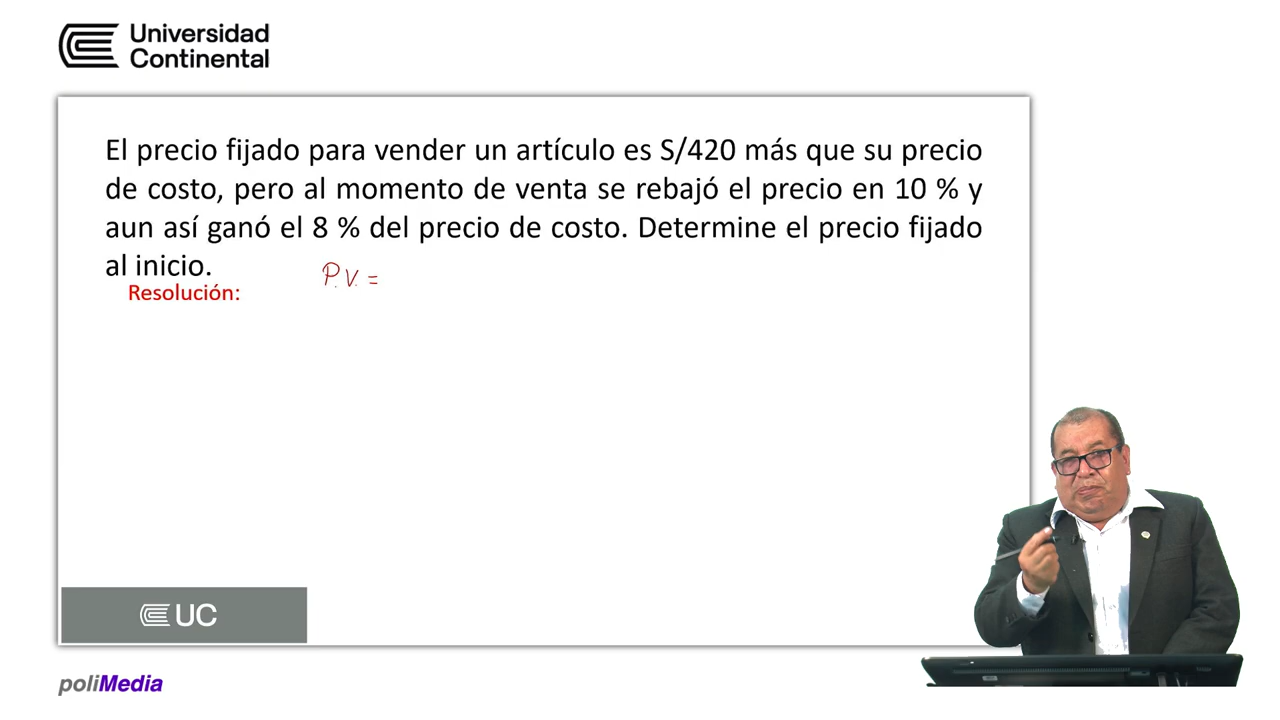 Universidad
Continental
El precio fijado para vender un artículo es S/420 más que su precio
de costo, pero al momento de venta se rebajó el precio en 10 % y
aun así ganó el 8 % del precio de costo. Determine el precio fijado
al inicio.
P.V. =
Resolución:
UC
poliMedia